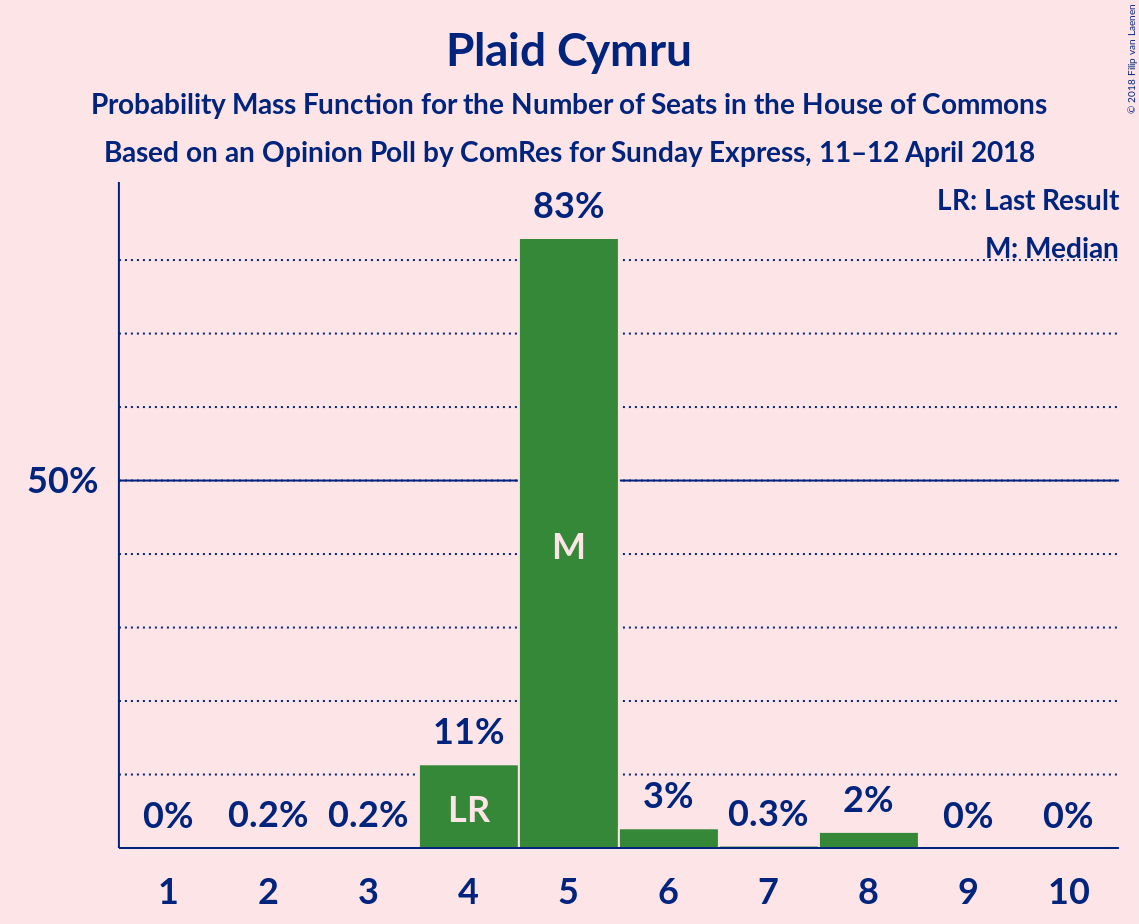 Plaid Cymru
Probability Mass Function for the Number of Seats in the House of Commons
Based on an Opinion Poll by ComRes for Sunday Express, 11–12 April 2018
© 2018 Filip van Laenen
LR: Last Result
M: Median
83%
50%
M
11%
LR
0%
0.2%
0.2%
3%
0.3%
2%
0%
0%
1 2 3 4 5 6 7 8 9 10